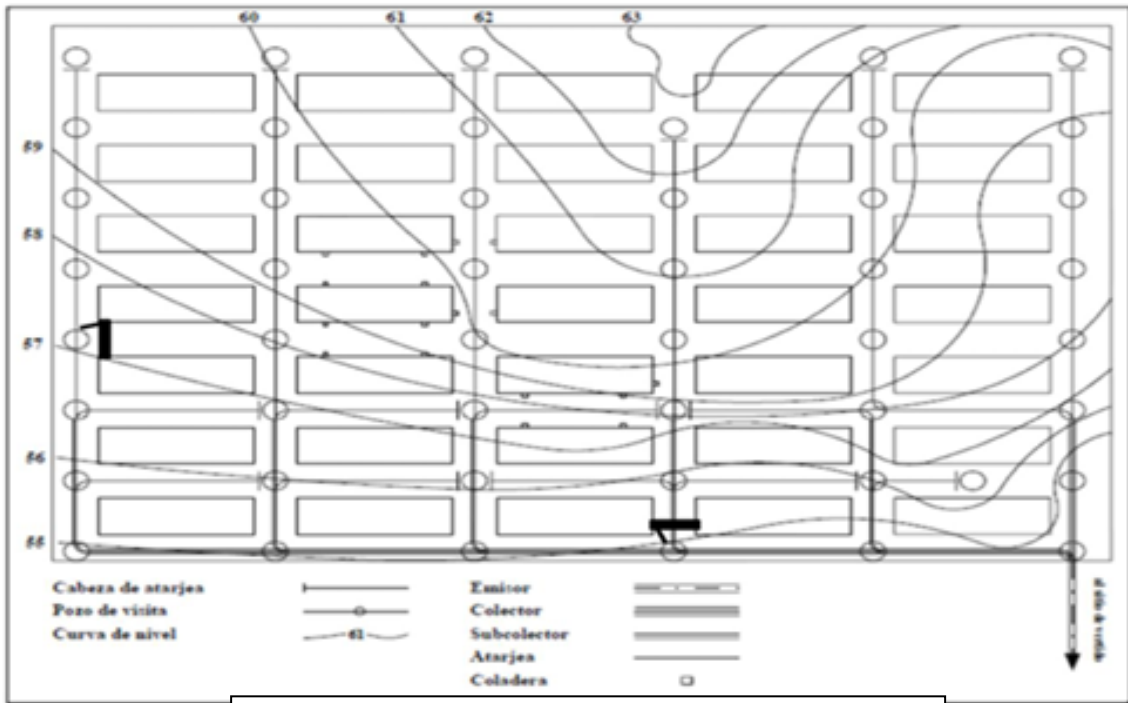 60 61 62 63
59
58
57
56
55
Cabeza de atarjea
Pozo de visita
Curva de nivel
61
Emisor
Colector
Subcolector
Atarjea
Coladera